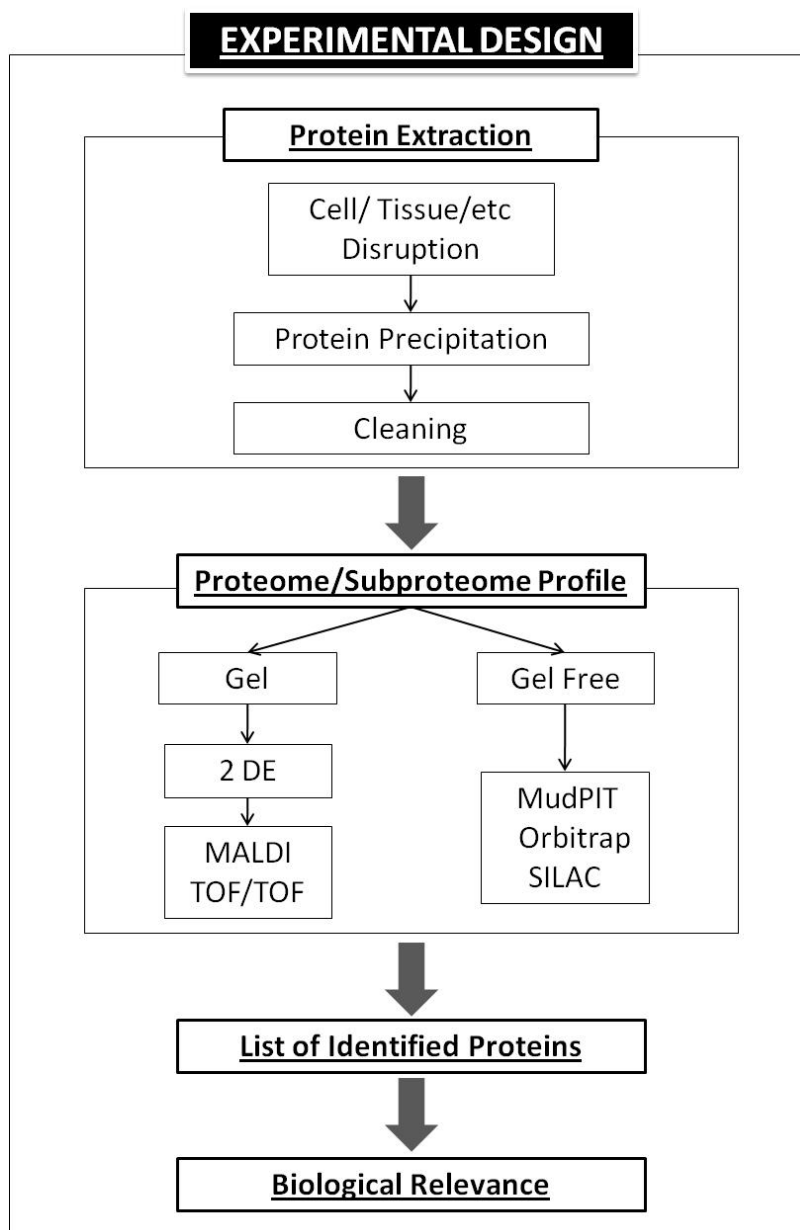 EXPERIMENTAL DESIGN
Protein Extraction
Cell/ Tissue/etc
Disruption
Protein Precipitation
Cleaning
Proteome/Subproteome Profile
Gel
2 DE
MALDI
TOF/TOF
Gel Free
MudPIT
Orbitrap
SILAC
List of Identified Proteins
Biological Relevance